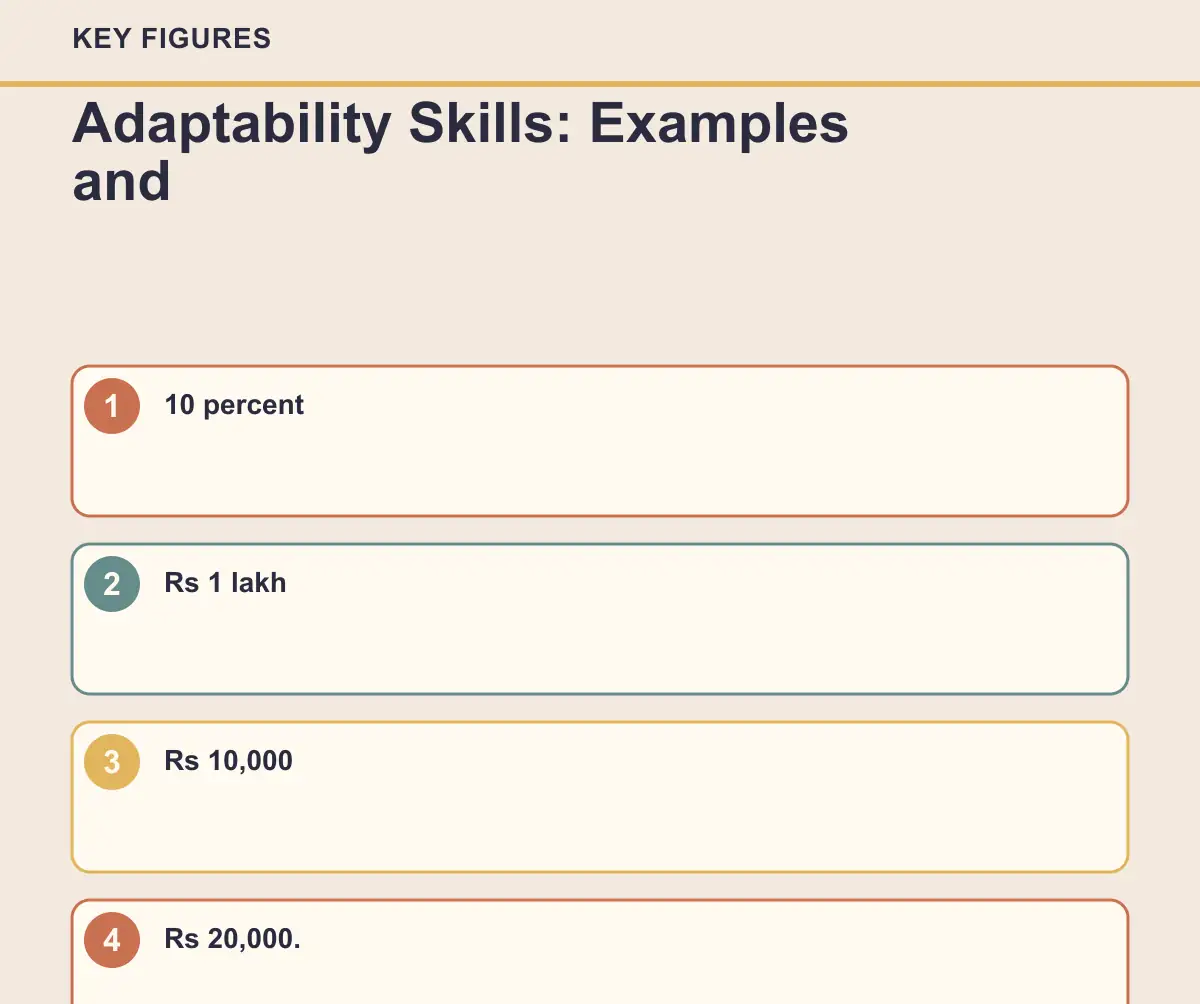 KEY FIGURES
Adaptability Skills: Examples
and
1
10 percent
2
Rs 1 lakh
3
Rs 10,000
4
Rs 20,000.